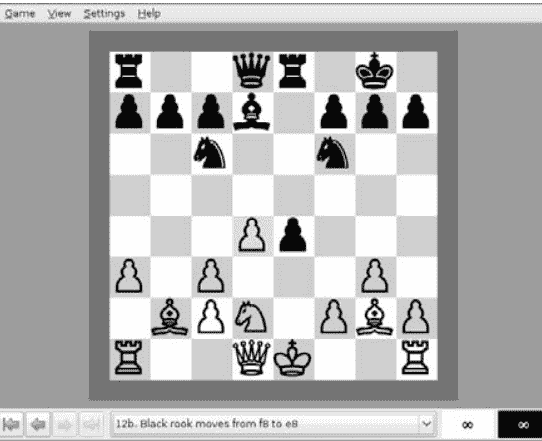 Game View Settings Help
12b. Black rook moves from f8 to e8
∞ ∞